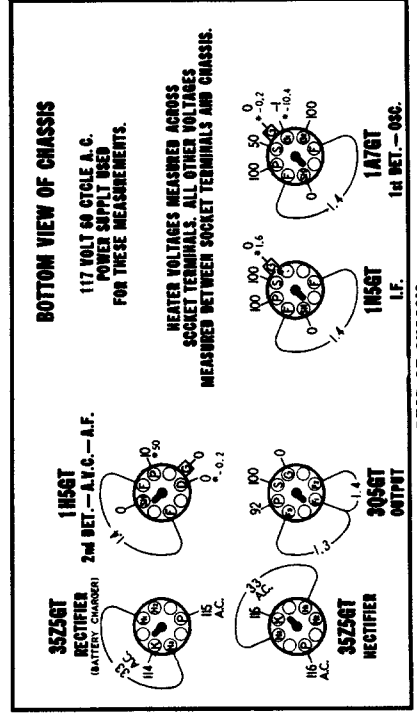 BOTTOM VIEW OF CHASSIS
117 VOLT 60 CYCLE A.C.
POWER SUPPLY USED
FOR THESE MEASUREMENTS.
HEATER VOLTAGES MEASURED ACROSS
SOCKET TERMINALS. ALL OTHER VOLTAGES
MEASURED BETWEEN SOCKET TERMINALS AND CHASSIS.
35Z5GT
RECTIFIER
(BATTERY CHARGER)
33
A.C.
114
115
A.C.
K
P
1H5GT
2nd DET.—A.V.C.—A.F.
1.4
0
10
*50
0
0
*-0.2
F
P
D
G
F
35Z5GT
RECTIFIER
33
A.C.
115
116
A.C.
K
P
3Q5GT
OUTPUT
92
100
0
1.3
1.4
P
S
G
1N5GT
I.F.
100
100
0
*1.6
0
1.4
P
S
F
1A7GT
1st DET.—OSC.
100
50
0
*-0.2
-1
*-10.4
100
0
1.4
F
P
S
G
F